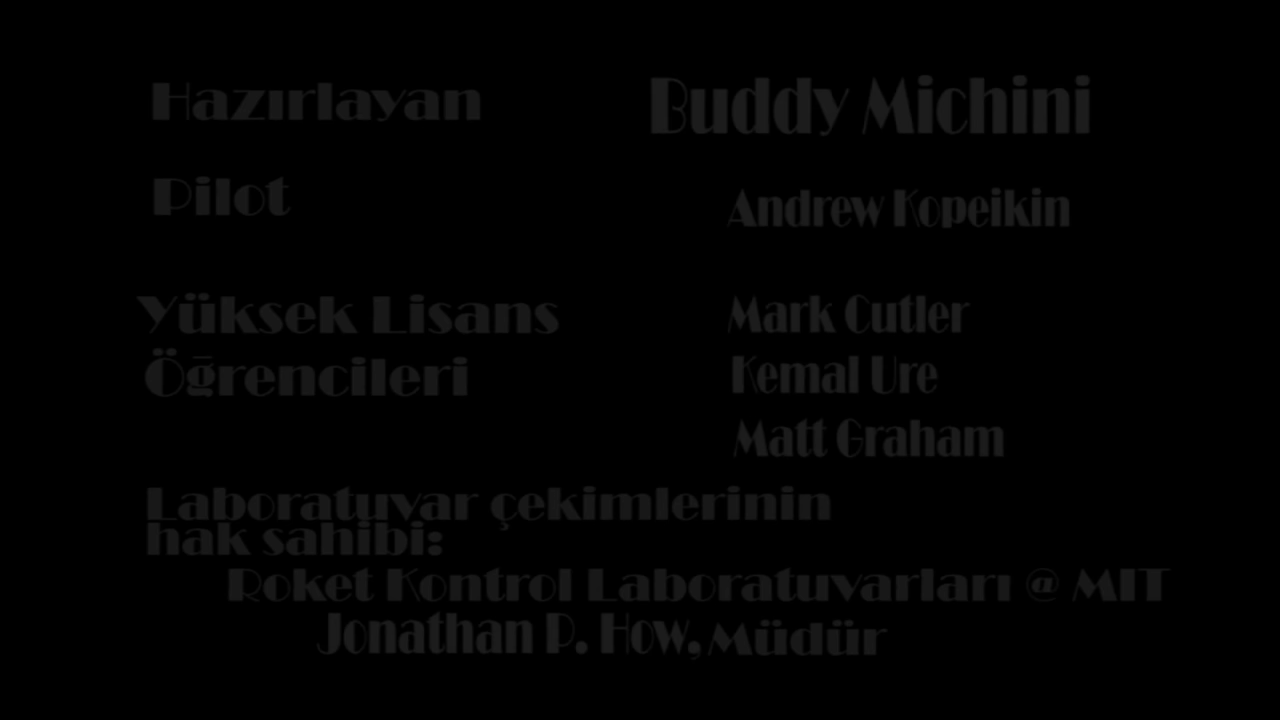 Hazırlayan Buddy Michini
Pilot Andrew Kopeikin
Yüksek Lisans Mark Cutler
Öğrencileri Kemal Ure
Matt Graham
Laboratuvar çekimlerinin
hak sahibi:
Roket Kontrol Laboratuvarları @ MIT
Jonathan P. How, Müdür